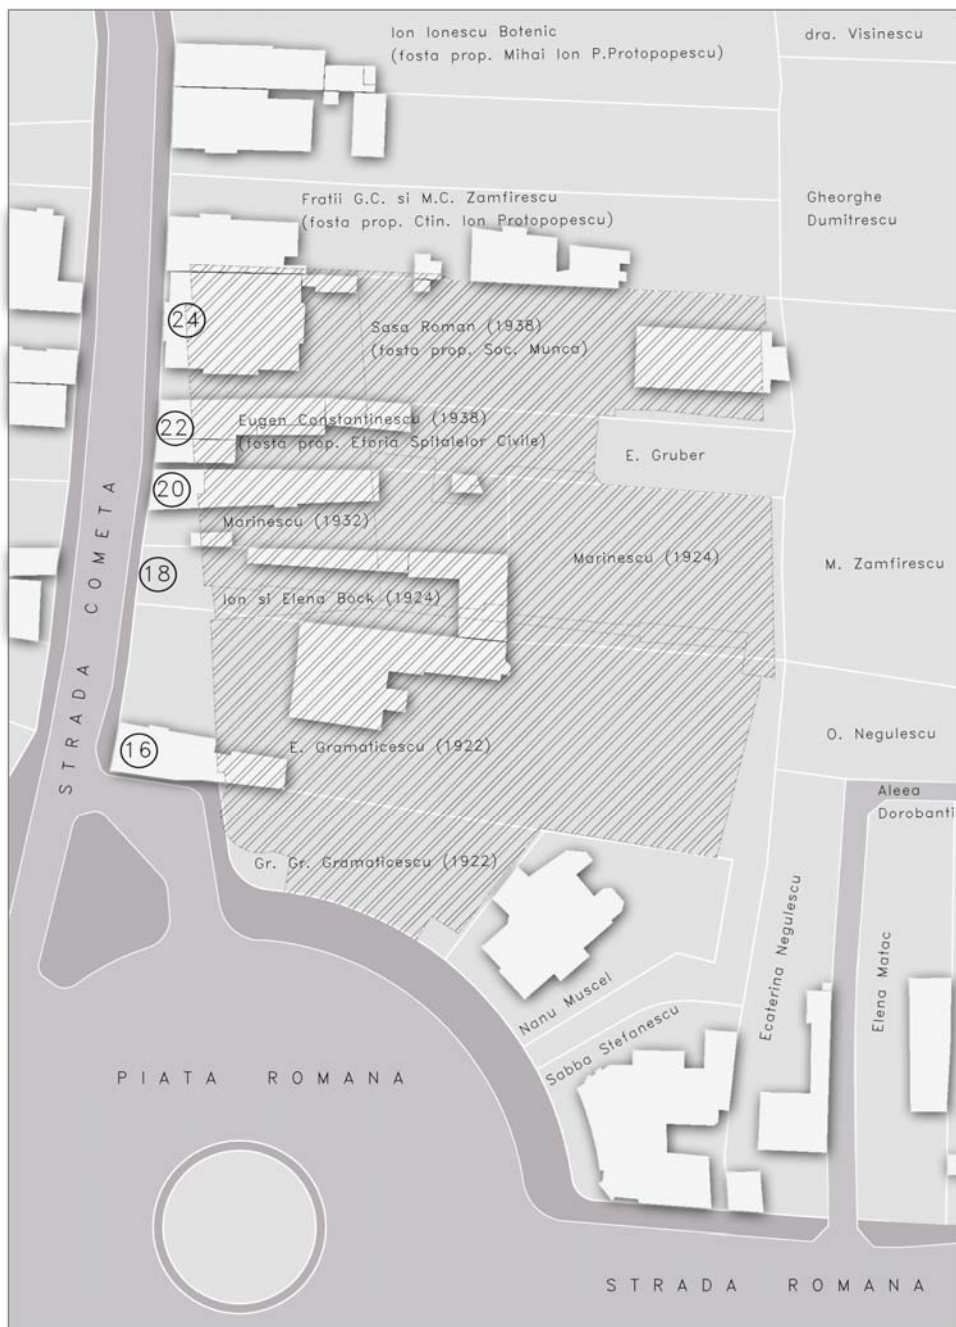 Ion Ionescu Botenic
(fosta prop. Mihai Ion P.Protopopescu)
dra. Visinescu
Fratii G.C. si M.C. Zamfirescu
(fosta prop. Ctin. Ion Protopopescu)
Gheorghe
Dumitrescu
24
Sasa Roman (1938)
(fosta prop. Soc. Munca)
22
Eugen Constantinescu (1938)
(fosta prop. Eforia Spitalelor Civile)
E. Gruber
20
Marinescu (1932)
18
Marinescu (1924)
M. Zamfirescu
Ion si Elena Bock (1924)
STRADA COMETA
16
E. Gramaticescu (1922)
O. Negulescu
Aleea
Dorobanti
Gr. Gr. Gramaticescu (1922)
Nanu Muscel
Sabba Stefanescu
Ecaterina Negulescu
Elena Matac
PIATA ROMANA
STRADA ROMANA